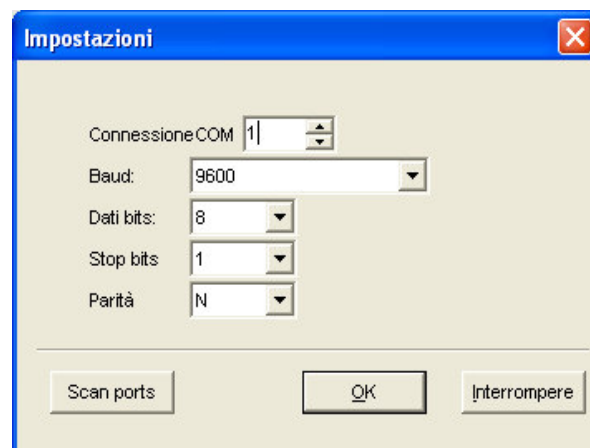 Impostazioni
Connessione COM 1
Baud: 9600
Dati bits: 8
Stop bits 1
Parità N
Scan ports OK Interrompere